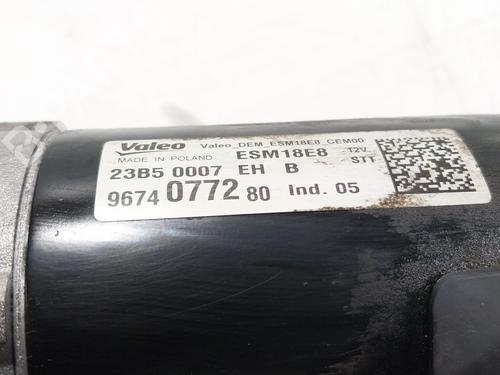 Valeo Valeo_DEM_ESM18E8_CEM00
MADE IN POLAND ESM18E8 12V
23B5 0007 EH B STT
9674 0772 80 Ind. 05